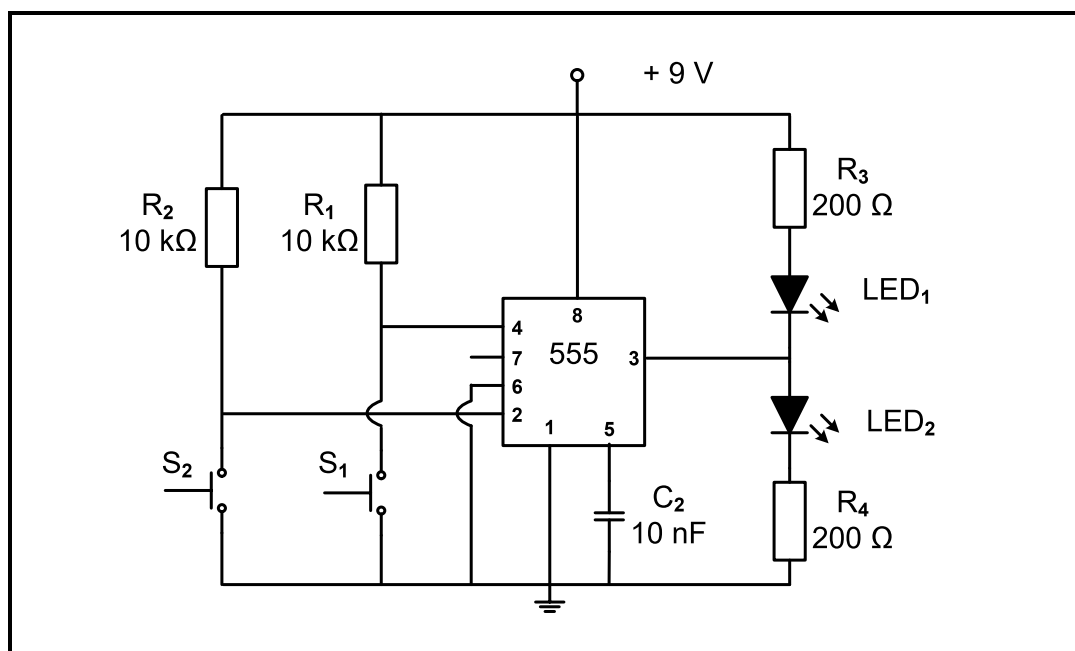 + 9 V
R₃
200 Ω
R₂
10 kΩ
R₁
10 kΩ
LED₁
8
4
555
7
3
6
2
1
5
LED₂
S₂
S₁
C₂
10 nF
R₄
200 Ω